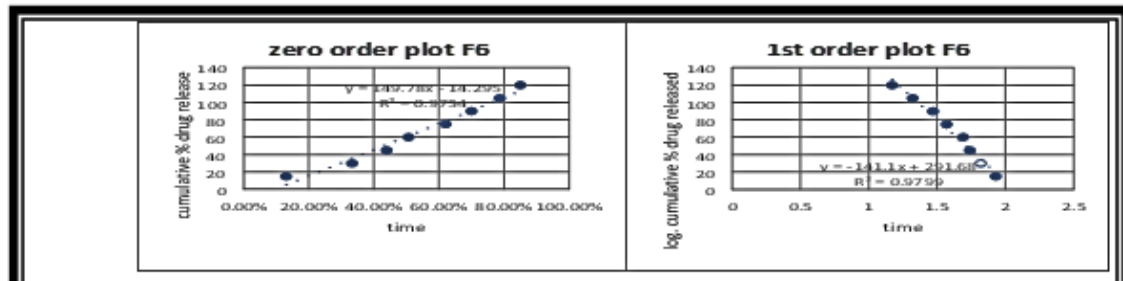 zero order plot F6
cumulative % drug release
140
120
100
80
60
40
20
0
y = 149.78x - 14.295
R² = 0.9754
0.00% 20.00% 40.00% 60.00% 80.00% 100.00%
time
1st order plot F6
log. cumulative % drug released
140
120
100
80
60
40
20
0
y = -141.1x + 291.68
R² = 0.9799
0 0.5 1 1.5 2 2.5
time